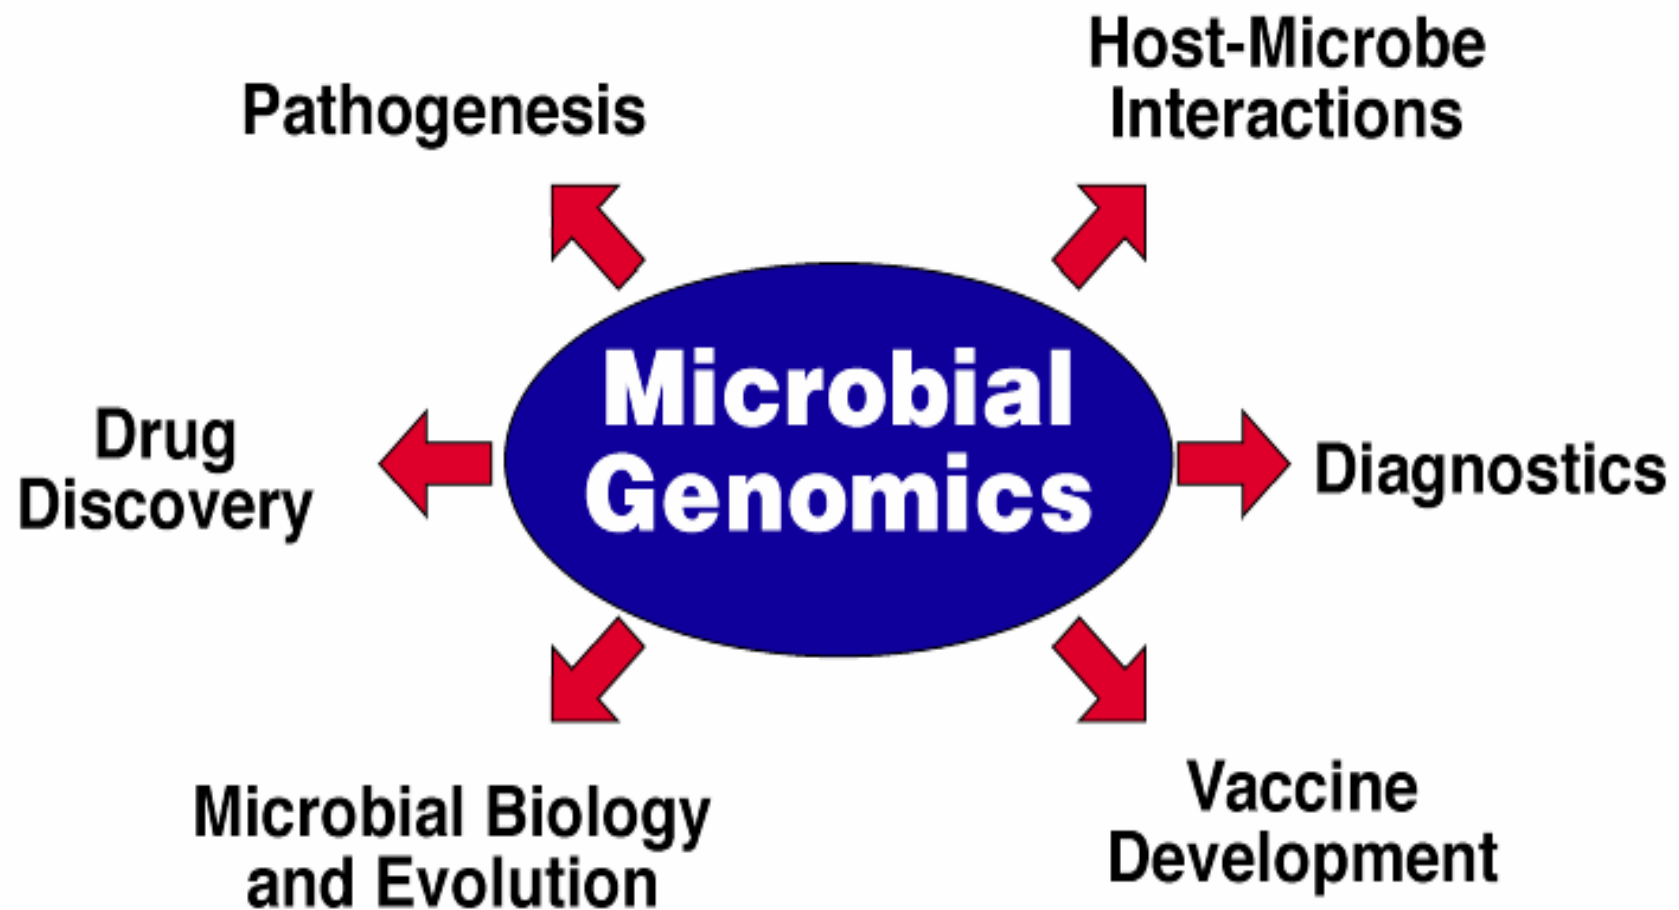 Pathogenesis
Host-Microbe
Interactions
Drug
Discovery
Microbial
Genomics
Diagnostics
Microbial Biology
and Evolution
Vaccine
Development